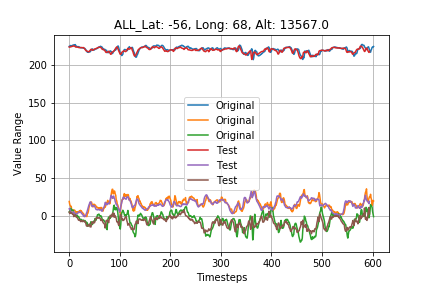 ALL_Lat: -56, Long: 68, Alt: 13567.0
Value Range
200
150
100
50
0
Original
Original
Original
Test
Test
Test
0 100 200 300 400 500 600
Timesteps